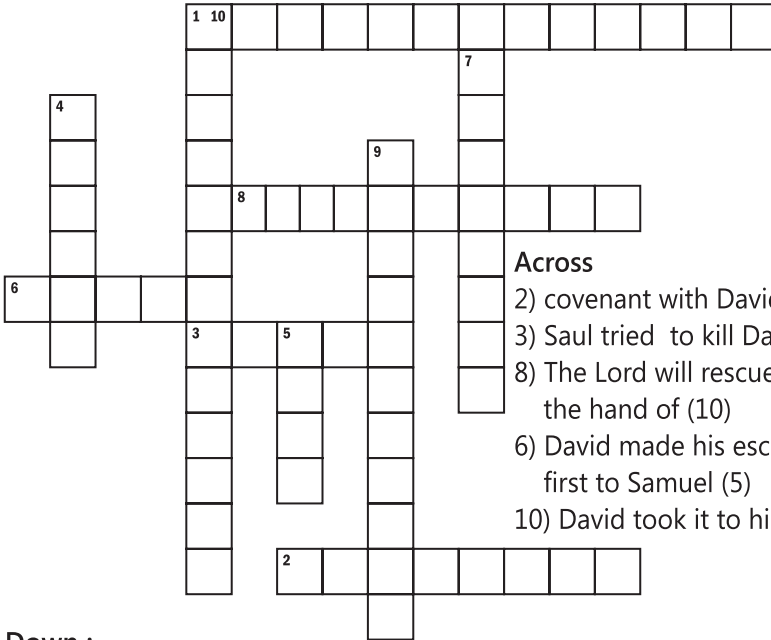 1 10
7
4
9
8
6
3 5
2
Across
2) covenant with Davi
3) Saul tried to kill Da
8) The Lord will rescue
the hand of (10)
6) David made his esc
first to Samuel (5)
10) David took it to hi
Down :